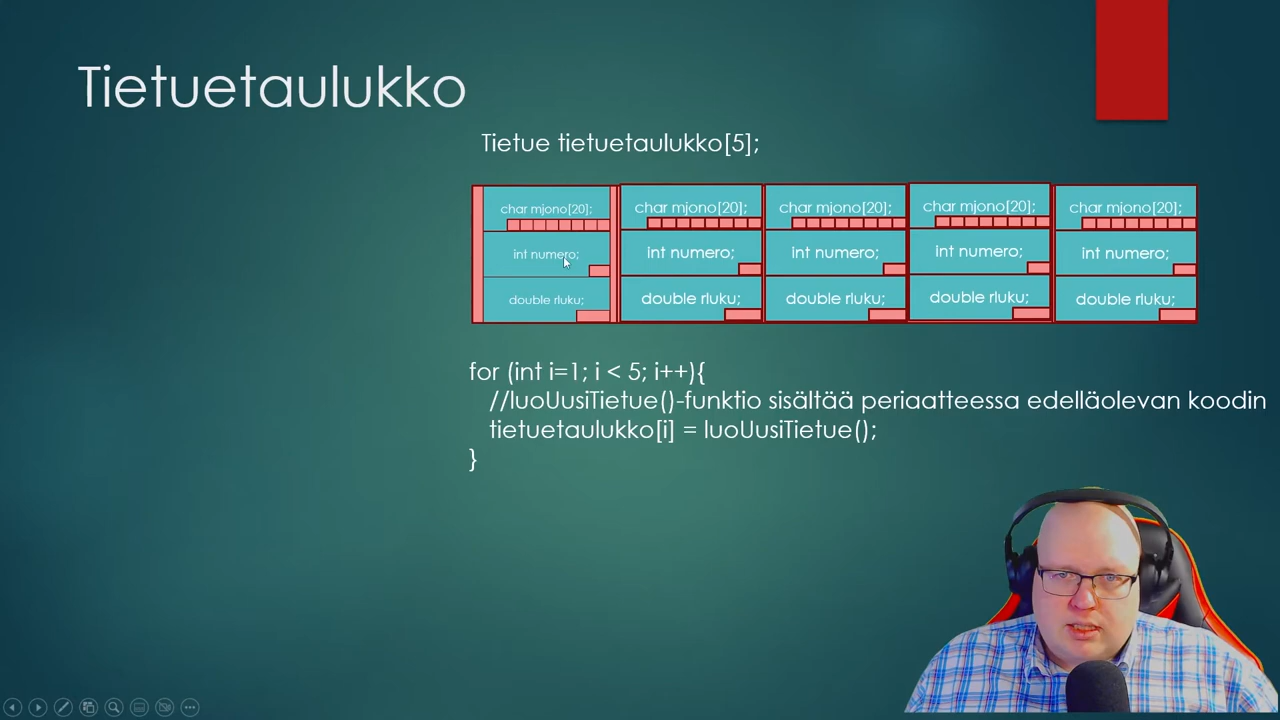 Tietuetaulukko
Tietue tietuetaulukko[5];
char mjono[20]; char mjono[20]; char mjono[20]; char mjono[20]; char mjono[20];
int numero; int numero; int numero; int numero; int numero;
double rluku; double rluku; double rluku; double rluku; double rluku;
for (int i=1; i < 5; i++){
//luoUusiTietue()-funktio sisältää periaatteessa edelläolevan koodin
tietuetaulukko[i] = luoUusiTietue();
}